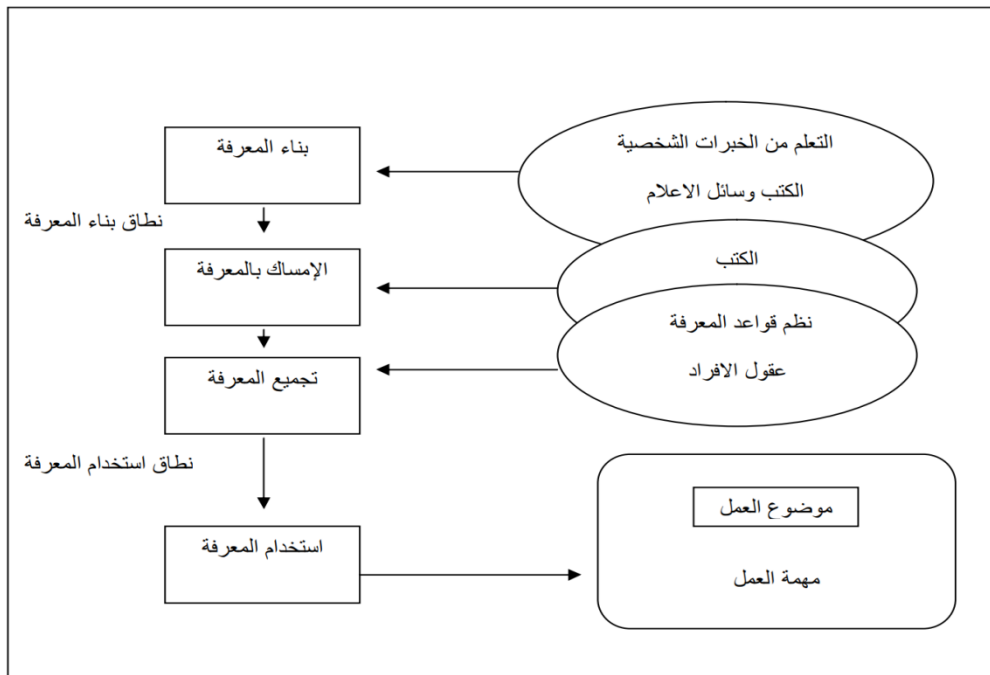 التعلم من الخبرات الشخصية
بناء المعرفة
الكتب وسائل الاعلام
نطاق بناء المعرفة
الكتب
الإمساك بالمعرفة
نظم قواعد المعرفة
عقول الافراد
تجميع المعرفة
نطاق استخدام المعرفة
موضوع العمل
استخدام المعرفة
مهمة العمل